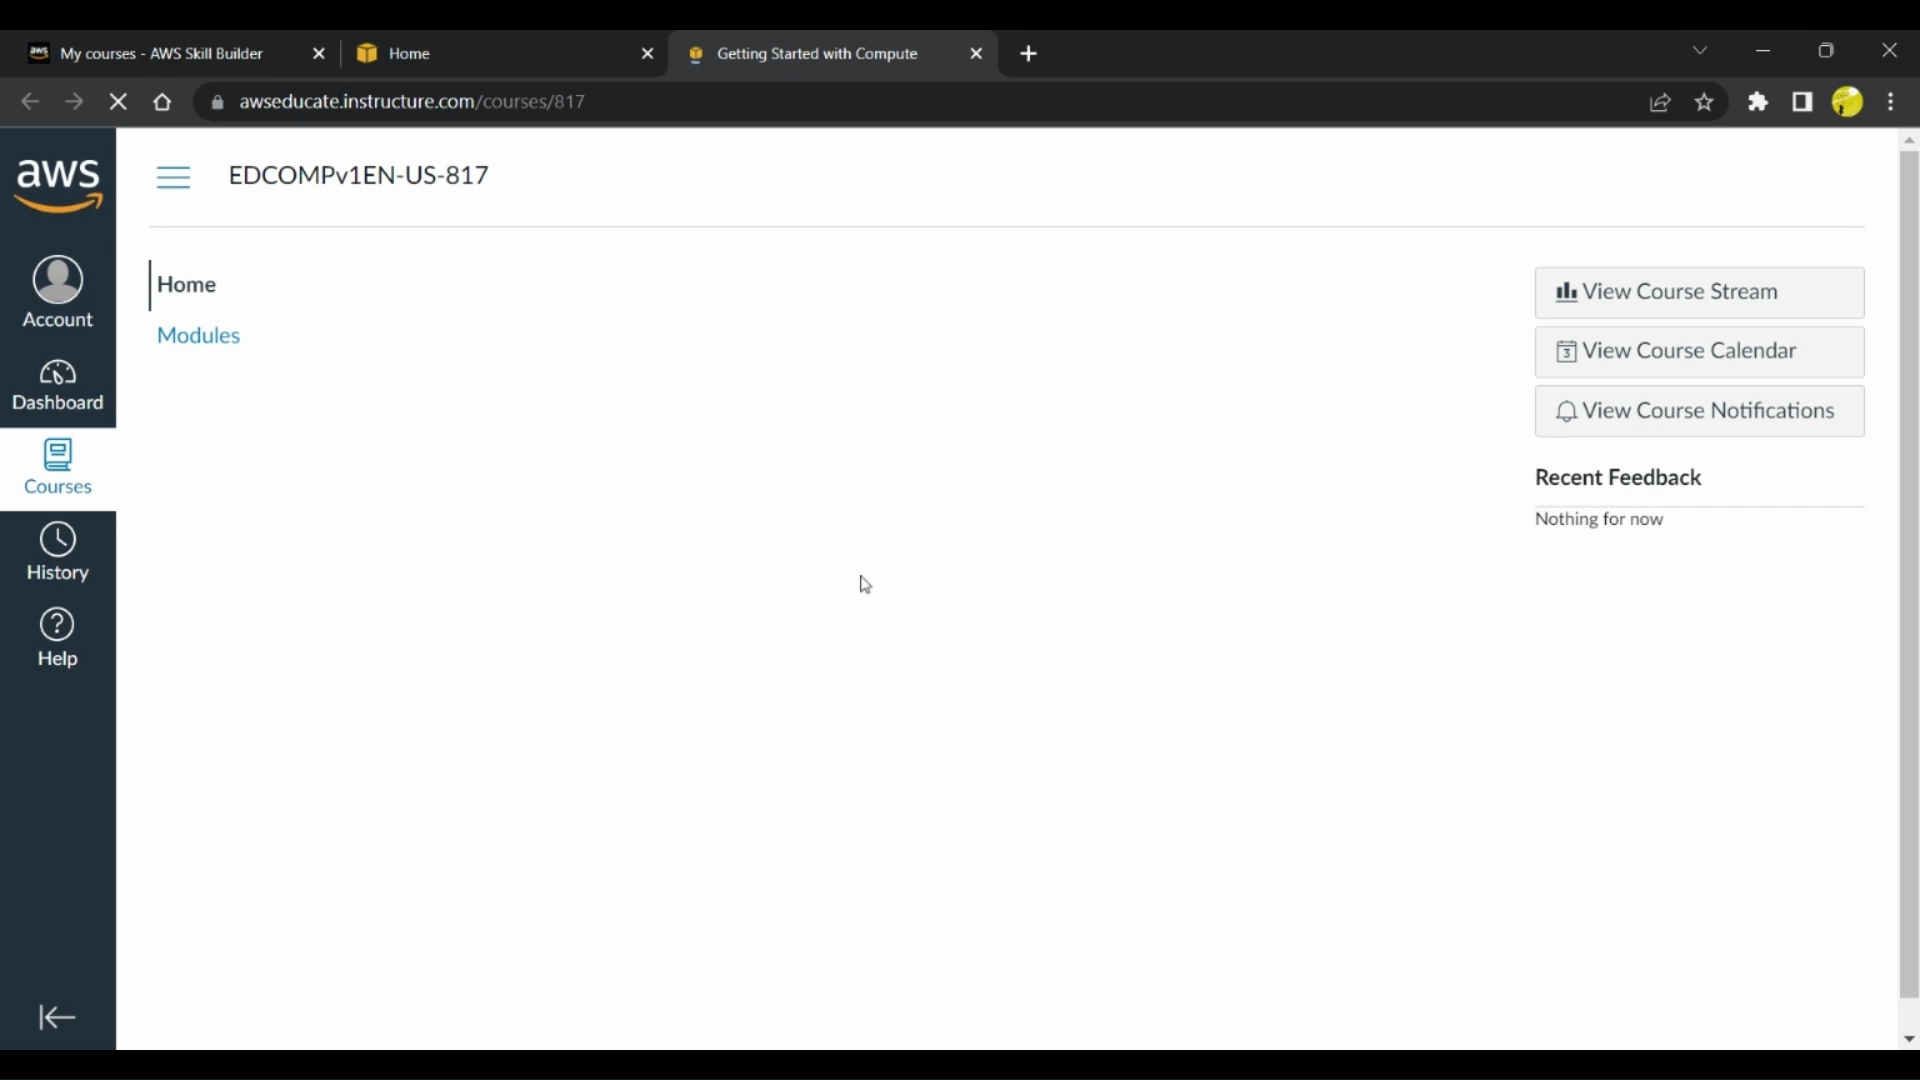 aws My courses - AWS Skill Builder
Home
Getting Started with Compute
awseducate.instructure.com/courses/817
aws
EDCOMPv1EN-US-817
Account
Dashboard
Courses
History
Help
Home
Modules
View Course Stream
3 View Course Calendar
View Course Notifications
Recent Feedback
Nothing for now